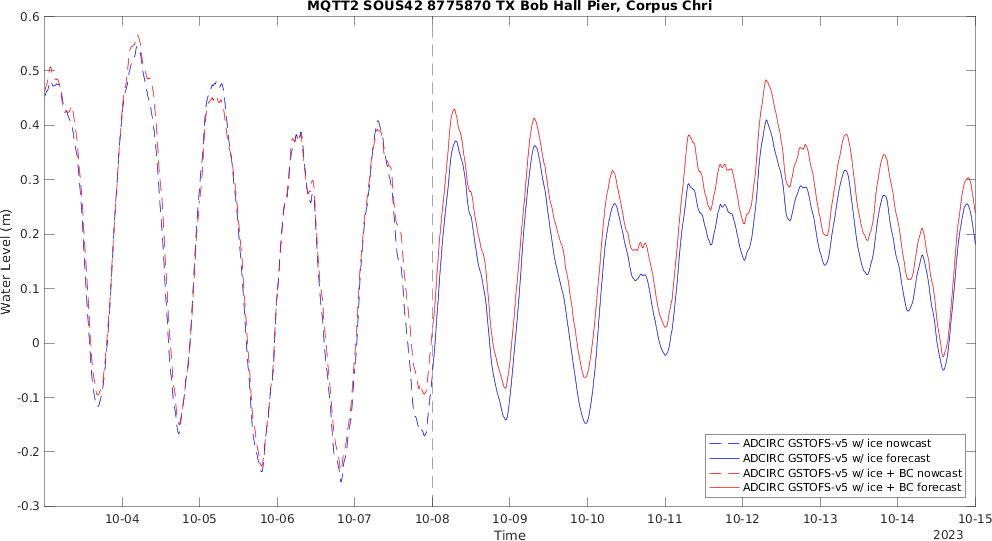 MQTT2 SOUS42 8775870 TX Bob Hall Pier, Corpus Chri
0.6
0.5
0.4
0.3
0.2
0.1
0
-0.1
-0.2
-0.3
Water Level (m)
10-04 10-05 10-06 10-07 10-08 10-09 10-10 10-11 10-12 10-13 10-14 10-15
Time
2023
ADCIRC GSTOFS-v5 w/ ice nowcast
ADCIRC GSTOFS-v5 w/ ice forecast
ADCIRC GSTOFS-v5 w/ ice + BC nowcast
ADCIRC GSTOFS-v5 w/ ice + BC forecast